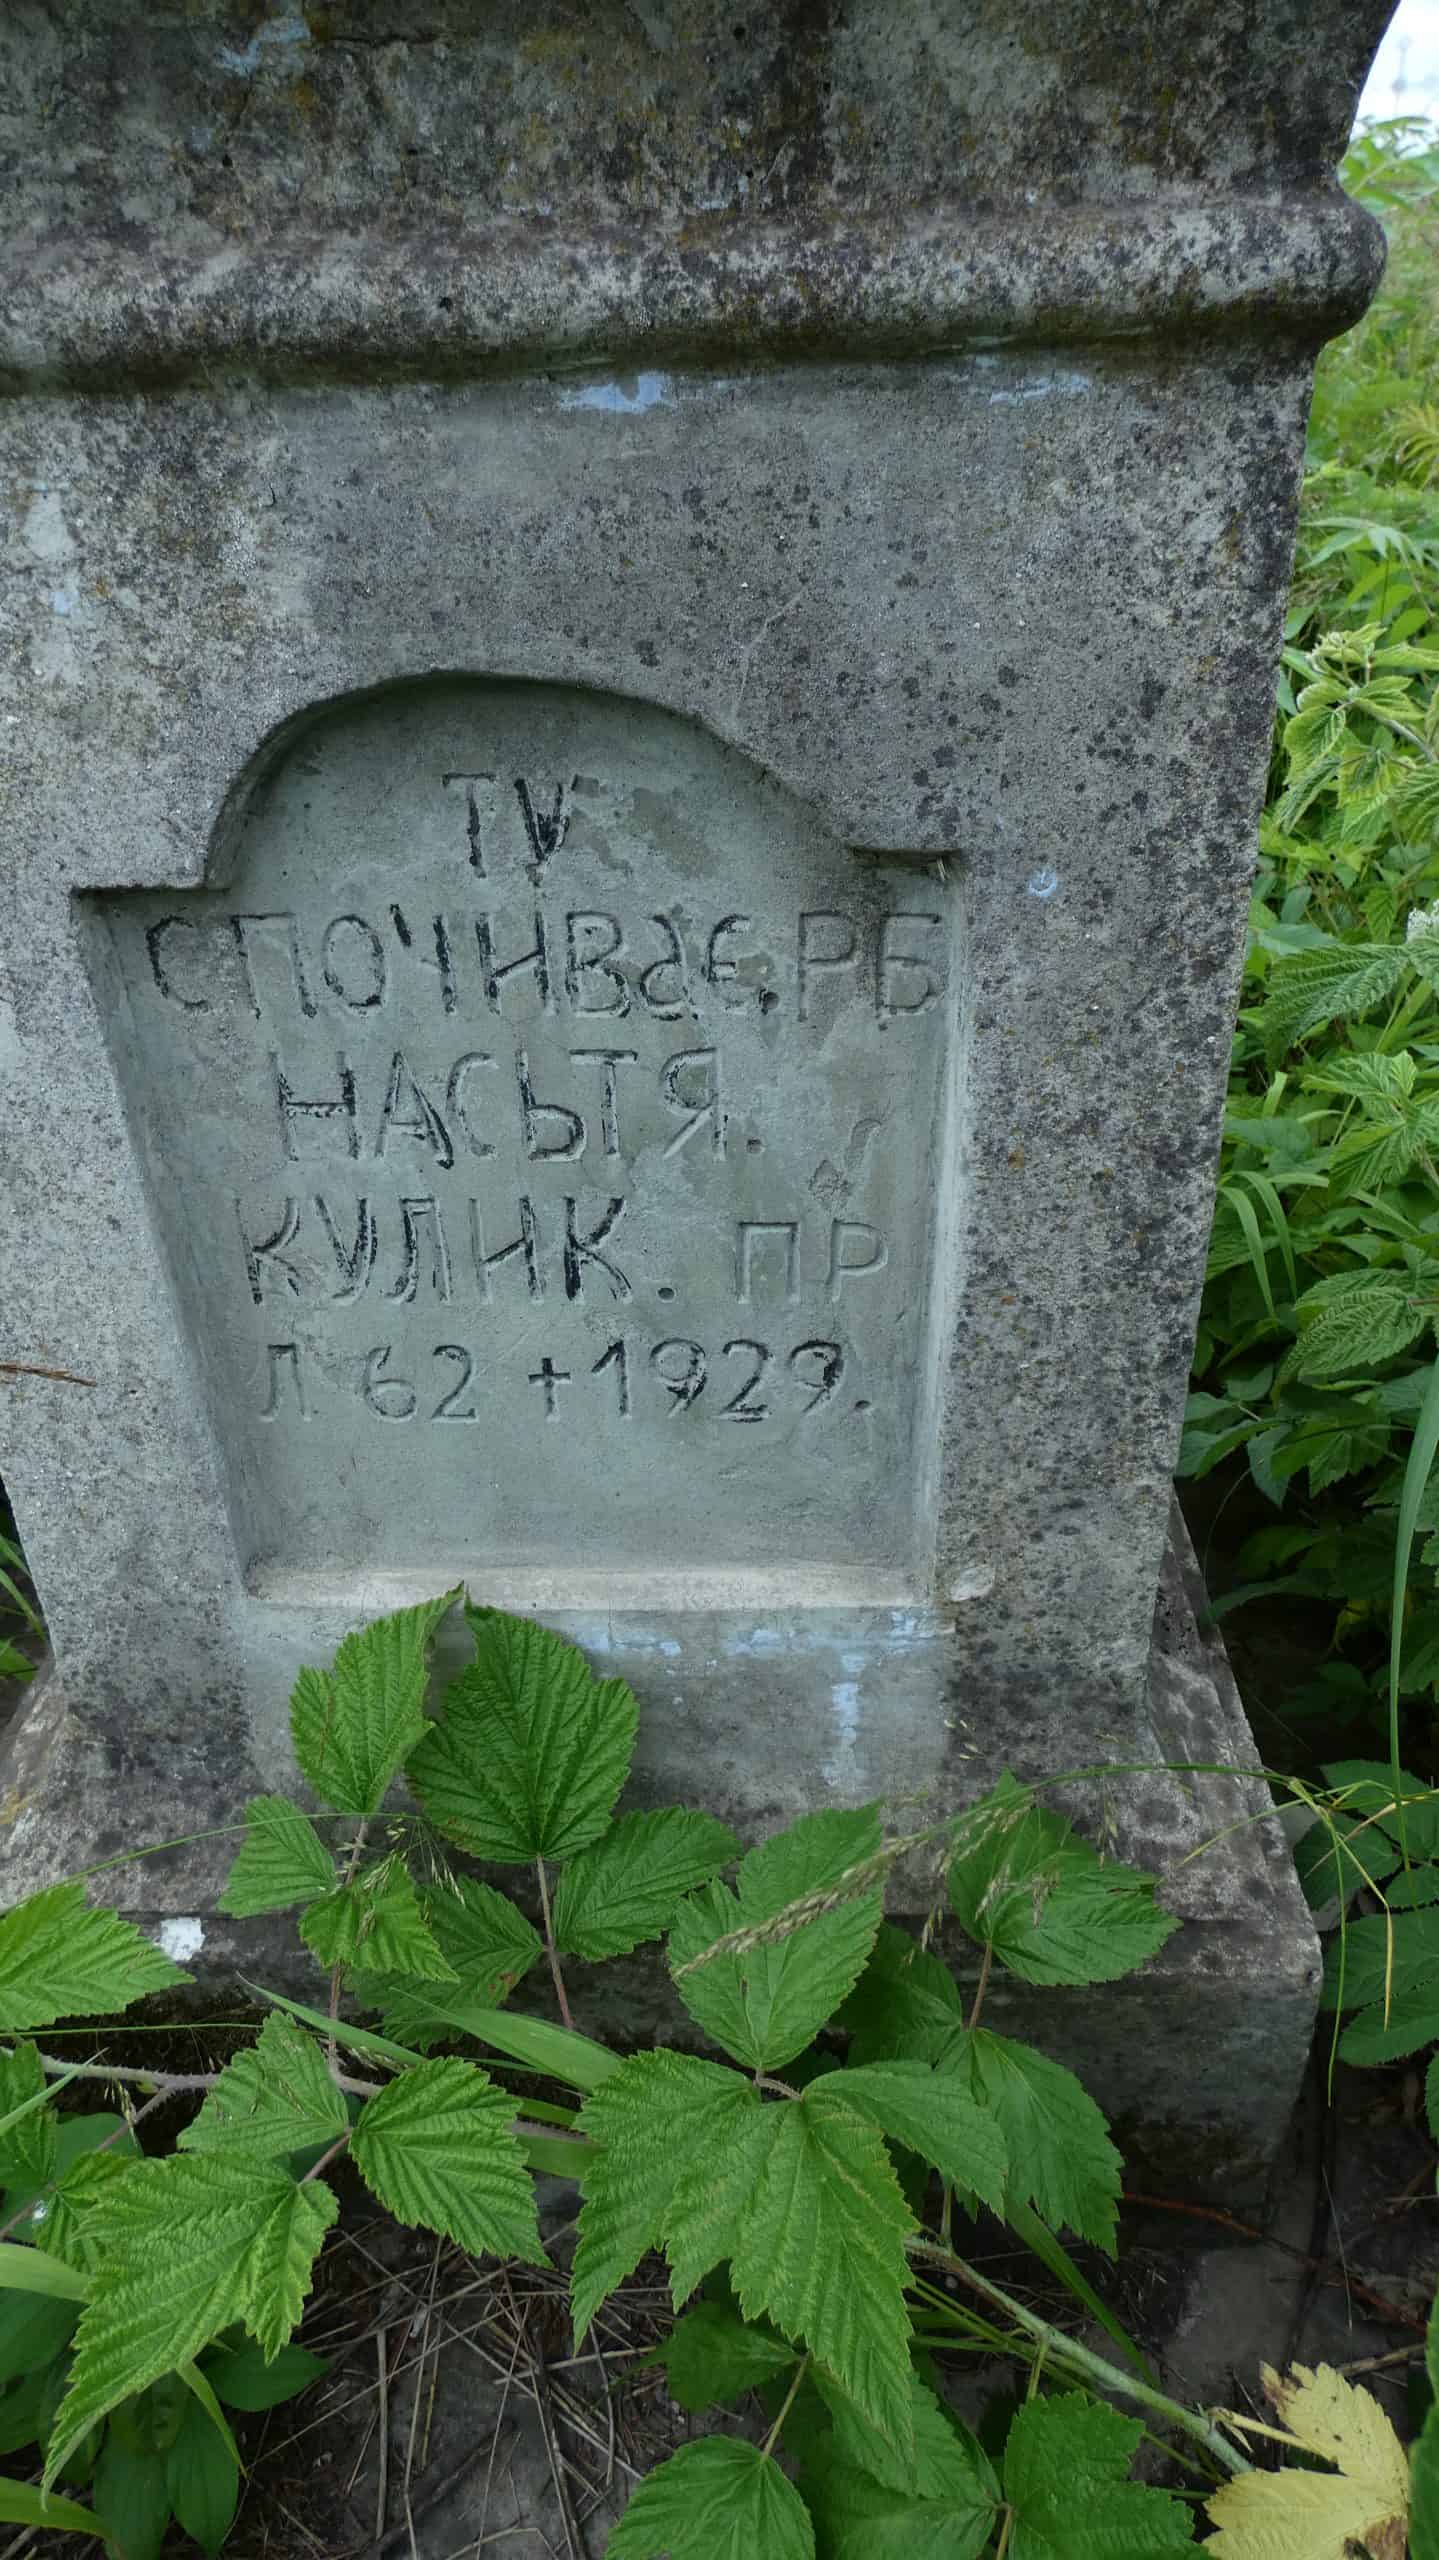 ТУ
СПОЧИВАЄ. РБ
НАСЬТЯ.
КУЛИК. ПР
Л 62 +1929.